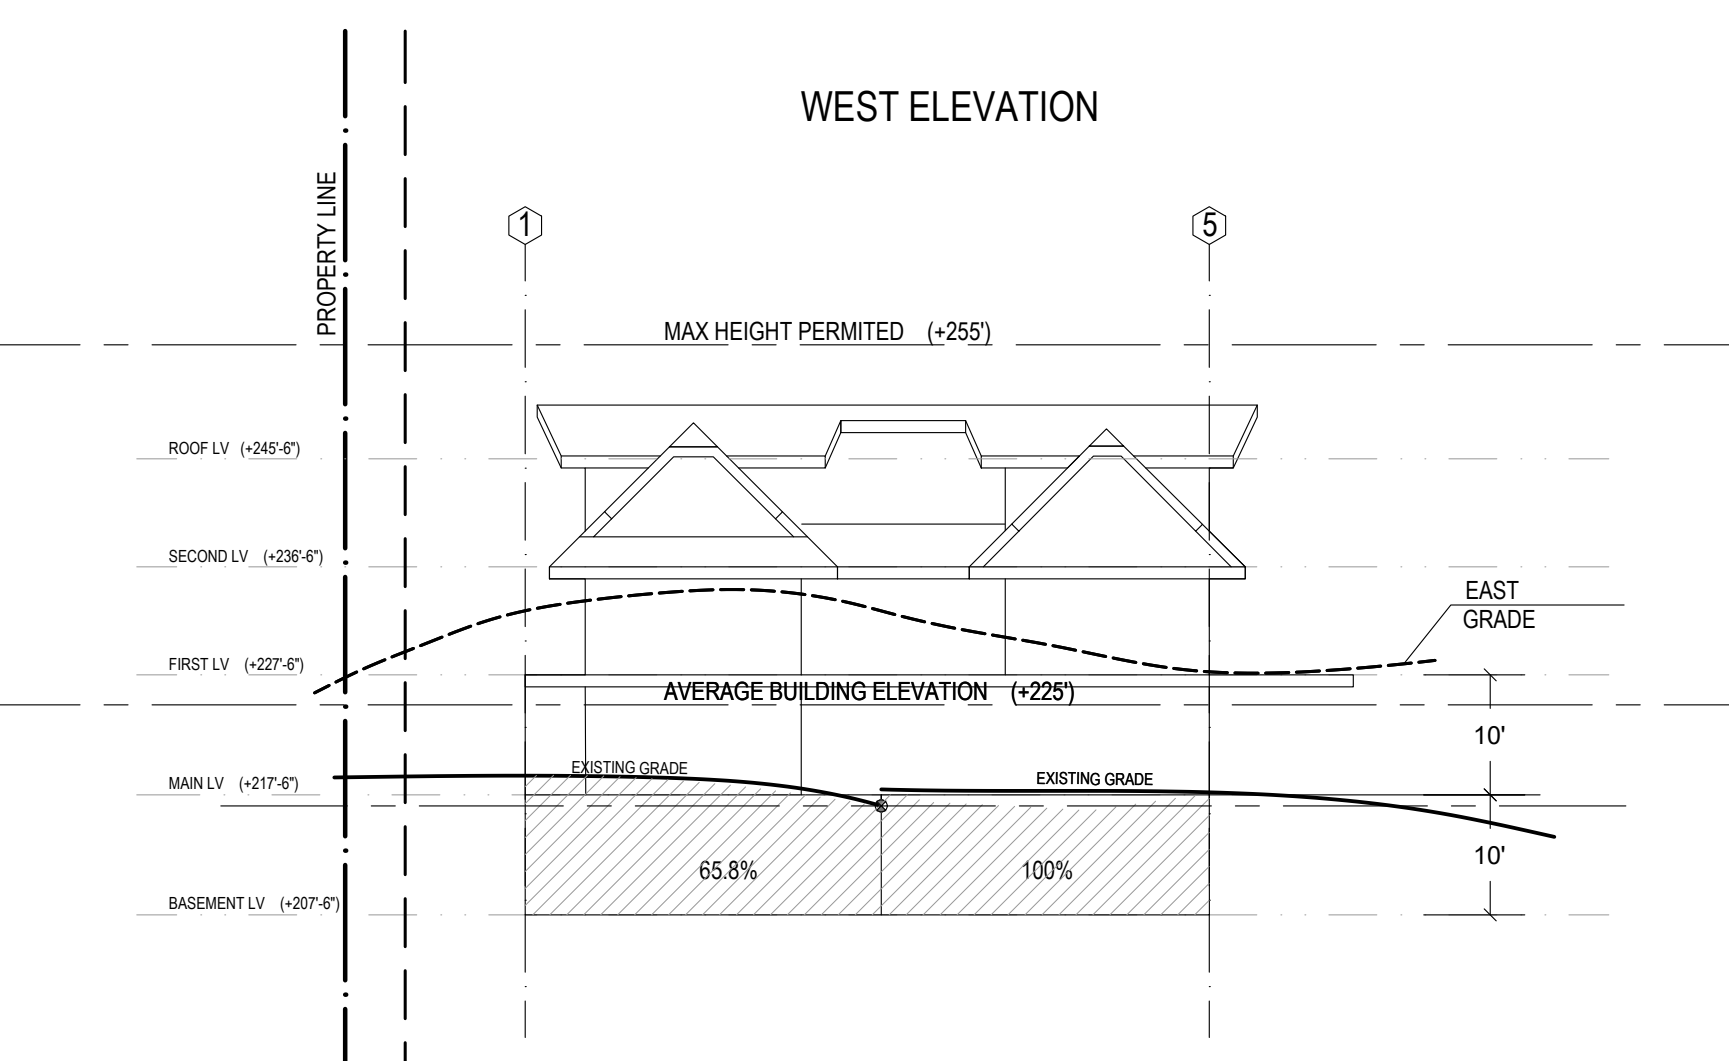 WEST ELEVATION
PROPERTY LINE
1
5
MAX HEIGHT PERMITED (+255')
ROOF LV (+245'-6")
SECOND LV (+236'-6")
EAST
GRADE
FIRST LV (+227'-6")
AVERAGE BUILDING ELEVATION (+225')
10'
EXISTING GRADE
EXISTING GRADE
MAIN LV (+217'-6")
10'
65.8%
100%
BASEMENT LV (+207'-6")